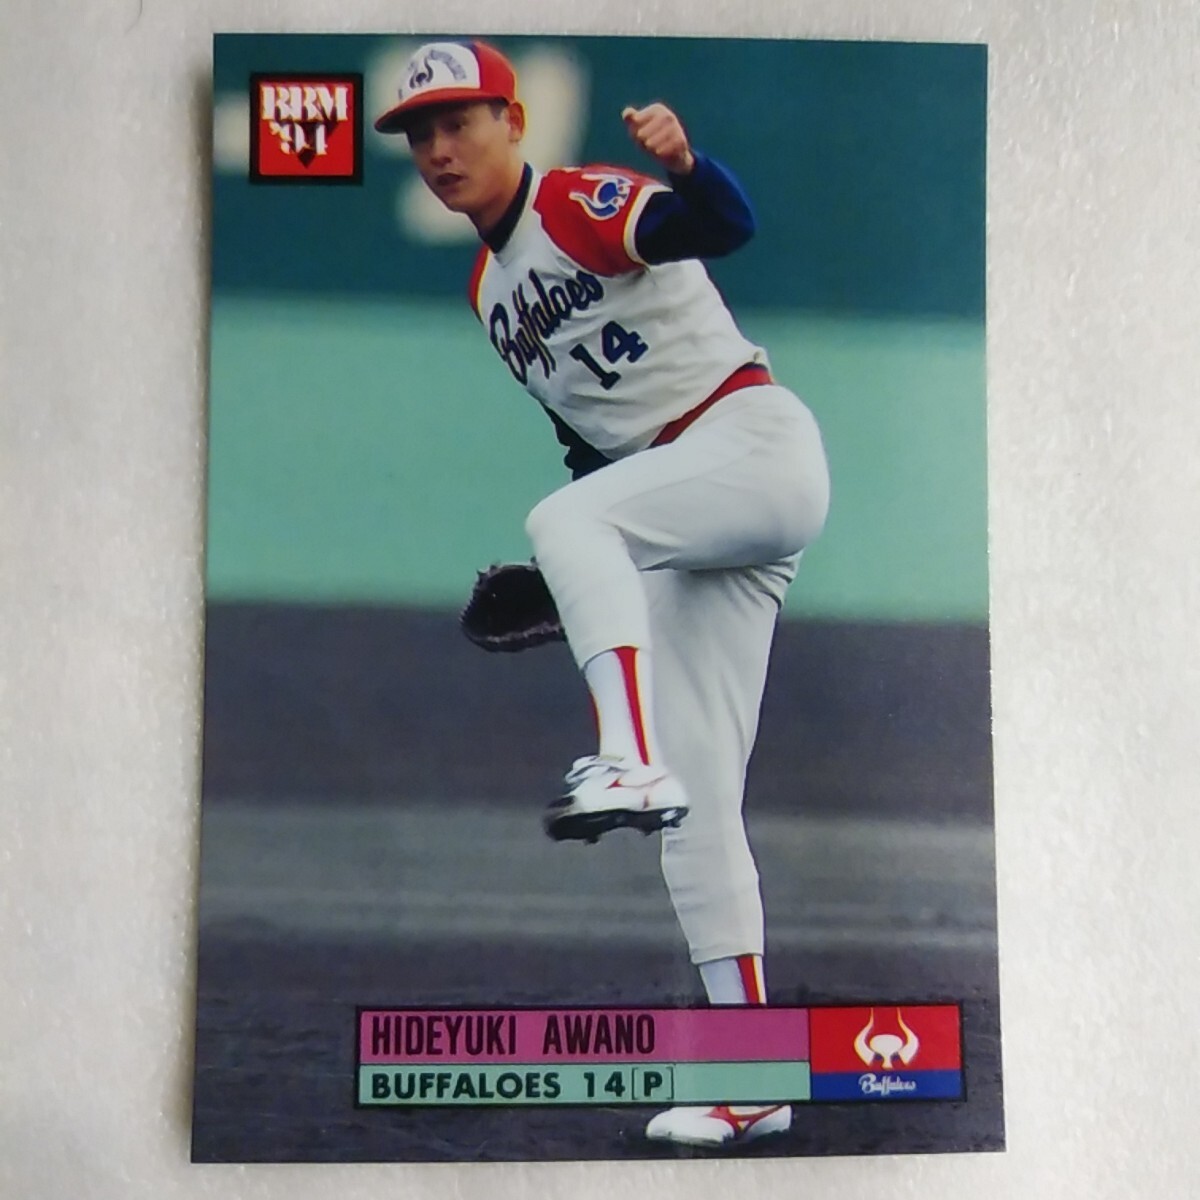 BBM
'94
Buffaloes
14
HIDEYUKI AWANO
BUFFALOES 14[P]
Buffaloes